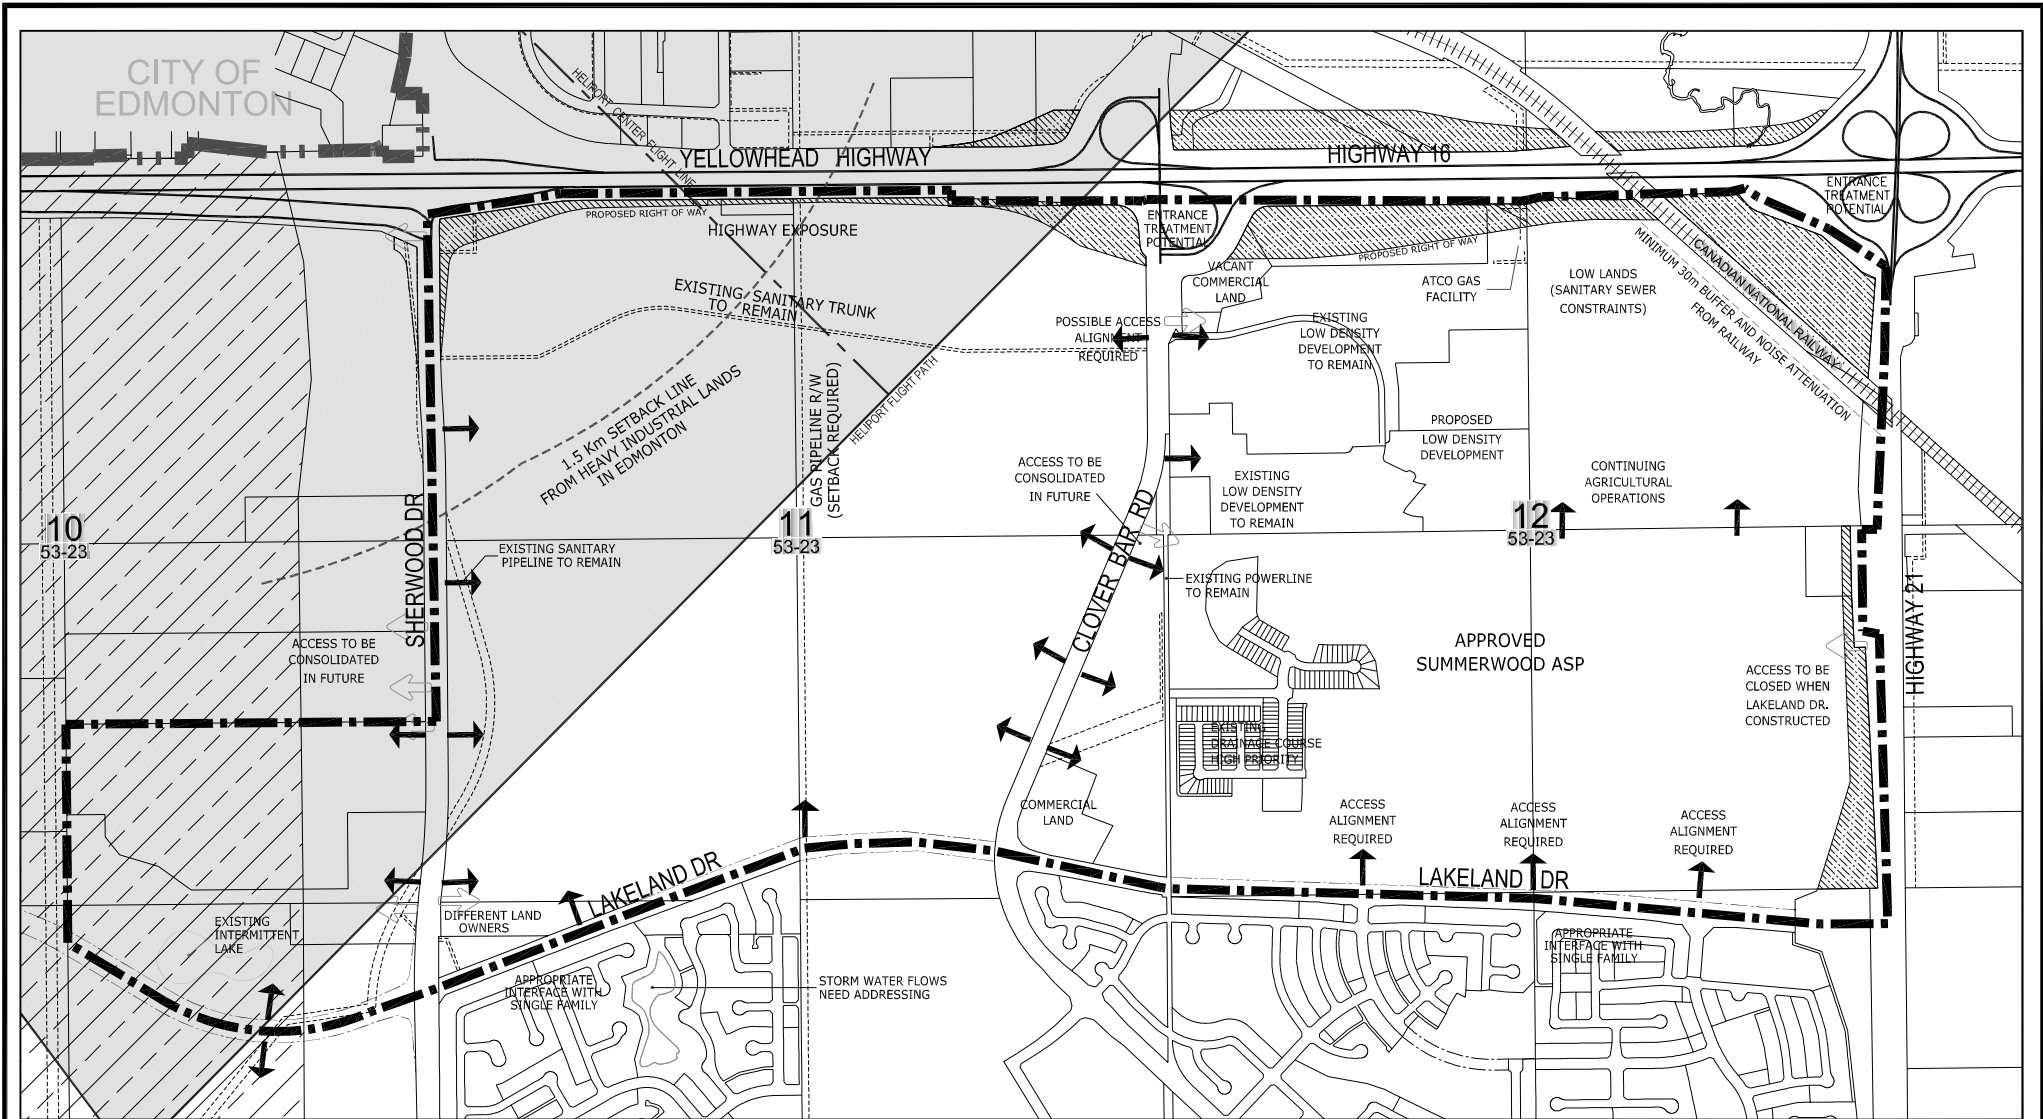 CITY OF
EDMONTON
HELIPORT CENTER FLIGHT LINE
YELLOWHEAD HIGHWAY
HIGHWAY 16
ENTRANCE
TREATMENT
POTENTIAL
PROPOSED RIGHT OF WAY
HIGHWAY EXPOSURE
ENTRANCE
TREATMENT
POTENTIAL
PROPOSED RIGHT OF WAY
MINIMUM 30m BUFFER AND NOISE ATTENUATION
FROM RAILWAY
CANADIAN NATIONAL RAILWAY
VACANT
COMMERCIAL
LAND
ATCO GAS
FACILITY
LOW LANDS
(SANITARY SEWER
CONSTRAINTS)
EXISTING SANITARY TRUNK
TO REMAIN
POSSIBLE ACCESS
ALIGNMENT
REQUIRED
EXISTING
LOW DENSITY
DEVELOPMENT
TO REMAIN
1.5 Km SETBACK LINE
FROM HEAVY INDUSTRIAL LANDS
IN EDMONTON
GAS PIPELINE R/W
(SETBACK REQUIRED)
HELIPORT FLIGHT PATH
PROPOSED
LOW DENSITY
DEVELOPMENT
ACCESS TO BE
CONSOLIDATED
IN FUTURE
EXISTING
LOW DENSITY
DEVELOPMENT
TO REMAIN
CONTINUING
AGRICULTURAL
OPERATIONS
10
53-23
SHERWOOD DR
11
53-23
12
53-23
EXISTING SANITARY
PIPELINE TO REMAIN
CLOVER BAR RD
EXISTING POWERLINE
TO REMAIN
HIGHWAY 21
ACCESS TO BE
CONSOLIDATED
IN FUTURE
APPROVED
SUMMERWOOD ASP
ACCESS TO BE
CLOSED WHEN
LAKELAND DR.
CONSTRUCTED
EXISTING
DRAINAGE COURSE
HIGH PRIORITY
COMMERCIAL
LAND
ACCESS
ALIGNMENT
REQUIRED
ACCESS
ALIGNMENT
REQUIRED
ACCESS
ALIGNMENT
REQUIRED
LAKELAND DR
LAKELAND DR
EXISTING
INTERMITTENT
LAKE
DIFFERENT LAND
OWNERS
APPROPRIATE
INTERFACE WITH
SINGLE FAMILY
STORM WATER FLOWS
NEED ADDRESSING
APPROPRIATE
INTERFACE WITH
SINGLE FAMILY